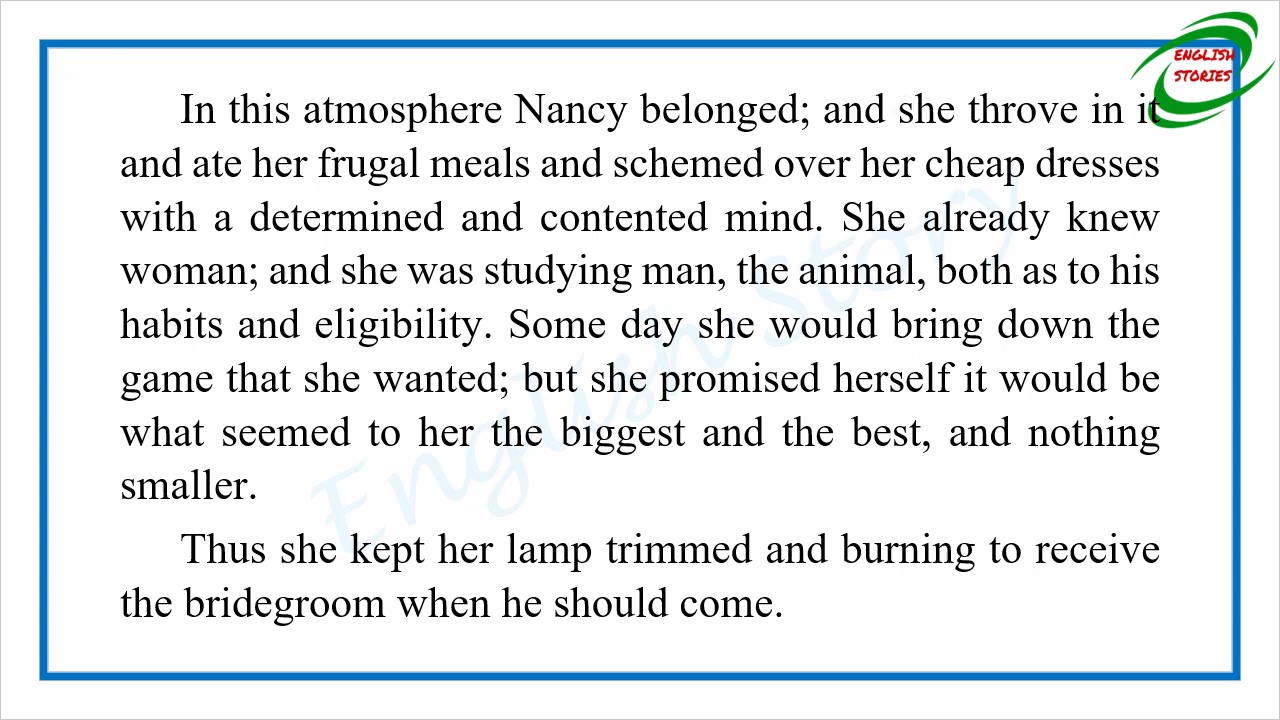 ENGLISH
STORIES
In this atmosphere Nancy belonged; and she throve in it
and ate her frugal meals and schemed over her cheap dresses
with a determined and contented mind. She already knew
woman; and she was studying man, the animal, both as to his
habits and eligibility. Some day she would bring down the
game that she wanted; but she promised herself it would be
what seemed to her the biggest and the best, and nothing
smaller.
Thus she kept her lamp trimmed and burning to receive
the bridegroom when he should come.
English Story